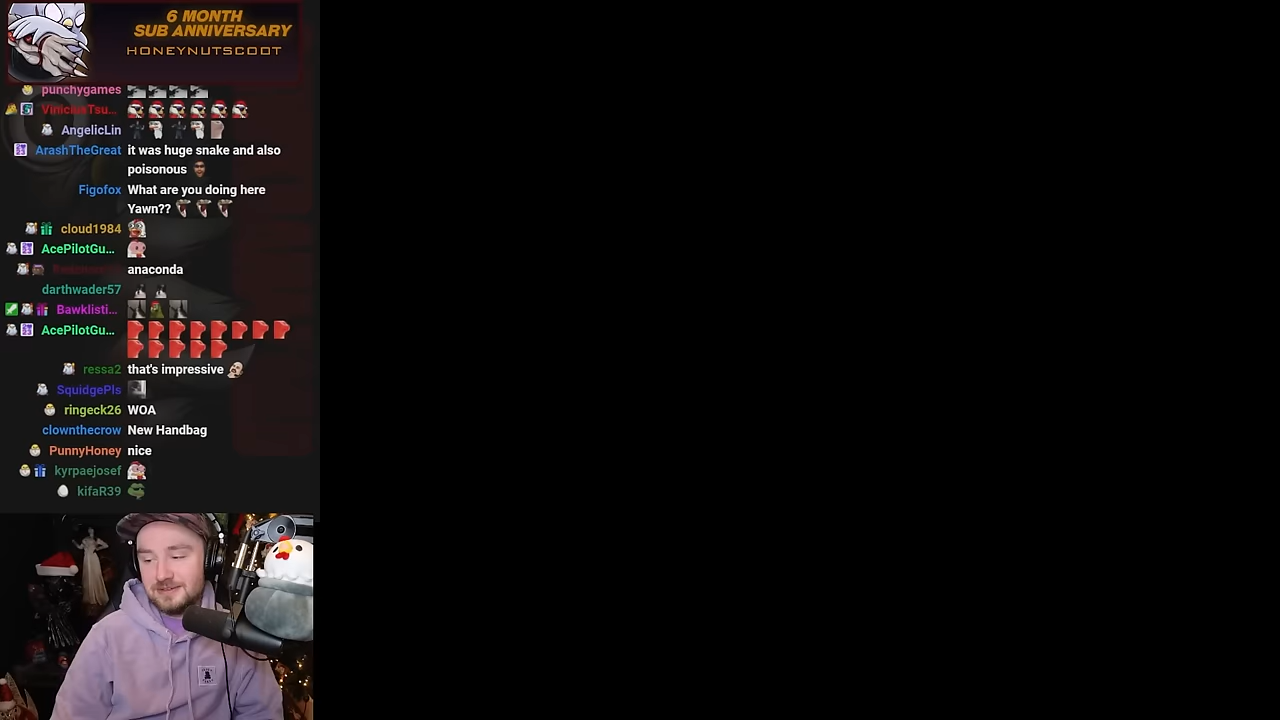 6 MONTH
SUB ANNIVERSARY
HONEYNUTSCOOT
punchygames
ViniciusTsu...
AngelicLin
ArashTheGreat it was huge snake and also
poisonous
Figofox What are you doing here
Yawn??
cloud1984
AcePilotGu...
anaconda
darthwader57
Bawklisti...
AcePilotGu...
ressa2 that's impressive
SquidgePls
ringeck26 WOA
clownthecrow New Handbag
PunnyHoney nice
kyrpaejosef
kifaR39